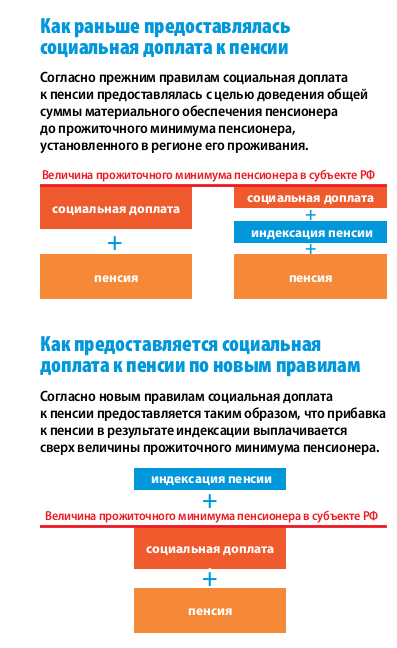 Как раньше предоставлялась
социальная доплата к пенсии
Согласно прежним правилам социальная доплата
к пенсии предоставлялась с целью доведения общей
суммы материального обеспечения пенсионера
до прожиточного минимума пенсионера,
установленного в регионе его проживания.
Величина прожиточного минимума пенсионера в субъекте РФ
социальная доплата
+
пенсия
социальная доплата
+
индексация пенсии
+
пенсия
Как предоставляется социальная
доплата к пенсии по новым правилам
Согласно новым правилам социальная доплата
к пенсии предоставляется таким образом, что прибавка
к пенсии в результате индексации выплачивается
сверх величины прожиточного минимума пенсионера.
индексация пенсии
+
Величина прожиточного минимума пенсионера в субъекте РФ
социальная доплата
+
пенсия